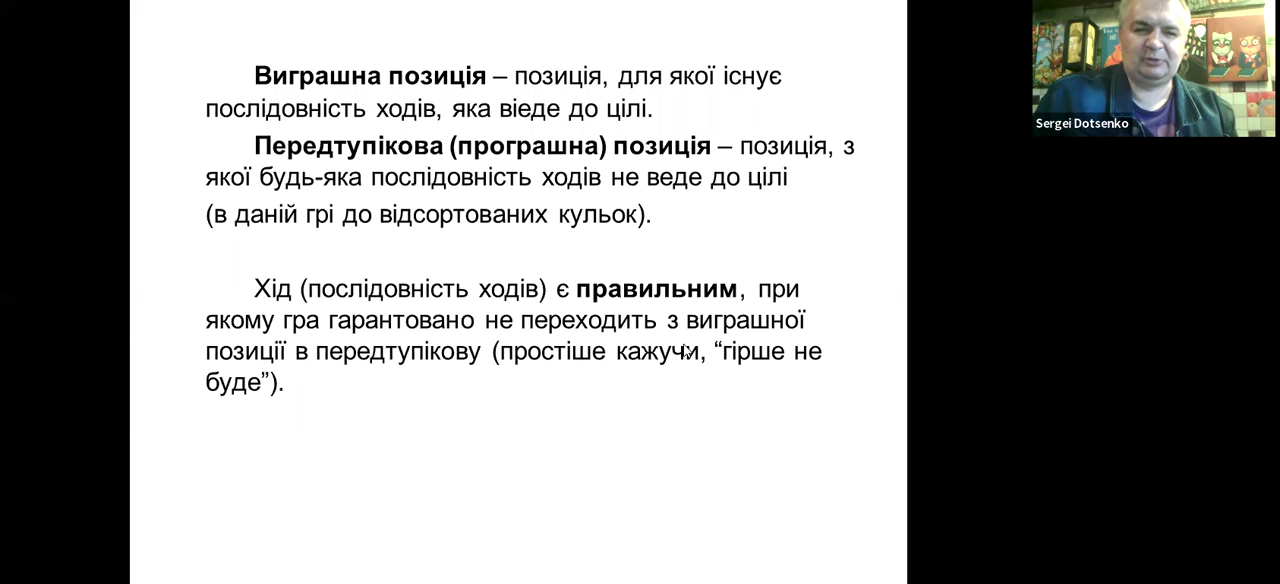 Виграшна позиція – позиція, для якої існує
послідовність ходів, яка віеде до цілі.
Передтупікова (програшна) позиція – позиція, з
якої будь-яка послідовність ходів не веде до цілі
(в даній грі до відсортованих кульок).
Хід (послідовність ходів) є правильним, при
якому гра гарантовано не переходить з виграшної
позиції в передтупікову (простіше кажучи, “гірше не
буде”).
Sergei Dotsenko